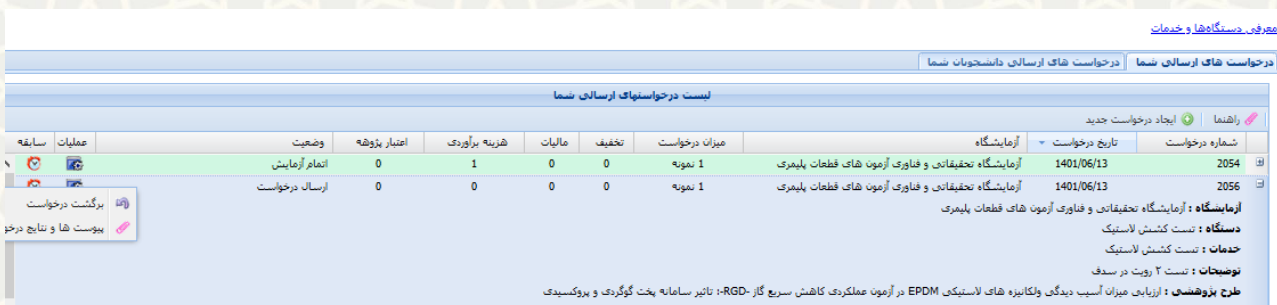 معرفی دستگاهها و خدمات
درخواست های ارسالی شما درخواست های ارسالی دانشجویان شما
لیست درخواستهای ارسالی شما
راهنما ایجاد درخواست جدید
شماره درخواست تاریخ درخواست آزمایشگاه میزان درخواست تخفیف مالیات هزینه برآوردی اعتبار پژوهه وضعیت عملیات سابقه
2054 1401/06/13 آزمایشگاه تحقیقاتی و فناوری آزمون های قطعات پلیمری 1 نمونه 0 0 1 0 اتمام آزمایش
2056 1401/06/13 آزمایشگاه تحقیقاتی و فناوری آزمون های قطعات پلیمری 1 نمونه 0 0 0 0 ارسال درخواست
برگشت درخواست
آزمایشگاه : آزمایشگاه تحقیقاتی و فناوری آزمون های قطعات پلیمری
پیوست ها و نتایج درخو
دستگاه : تست کشش لاستیک
خدمات : تست کشش لاستیک
توضیحات : تست ۲ رویت در سدف
طرح پژوهشی : ارزیابی میزان آسیب دیدگی ولکانیزه های لاستیکی EPDM در آزمون عملکردی کاهش سریع گاز -RGD-: تاثیر سامانه پخت گوگردی و پروکسیدی